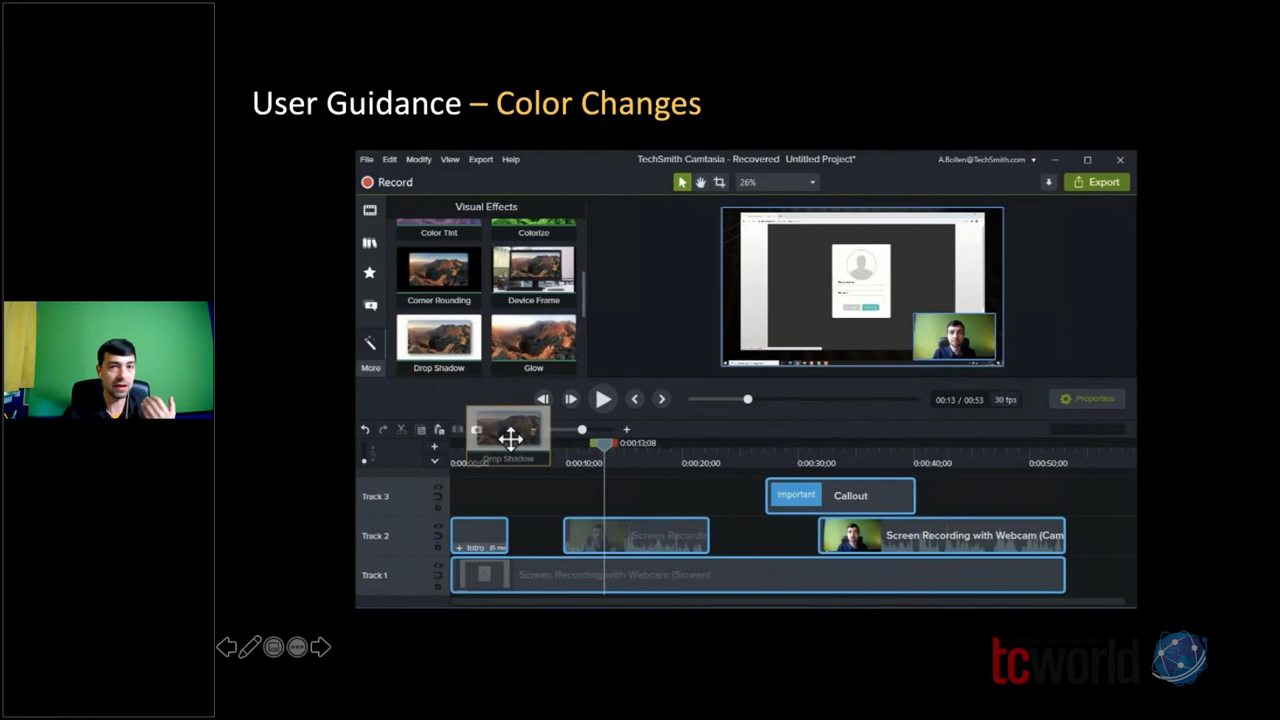 User Guidance – Color Changes
File Edit Modify View Export Help
TechSmith Camtasia - Recovered Untitled Project*
A.Bollen@TechSmith.com
Record
26%
Export
Visual Effects
Color Tint
Colorize
Corner Rounding
Device Frame
More
Drop Shadow
Glow
00:13 / 00:53
30 fps
Properties
Drop Shadow
0:00:13;08
0:00:00;00
0:00:10;00
0:00:20;00
0:00:30;00
0:00:40;00
0:00:50;00
Track 3
Important
Callout
Track 2
+ Intro
Screen Recordin
Screen Recording with Webcam (Cam
Track 1
Screen Recording with Webcam (Screen)
tcworld